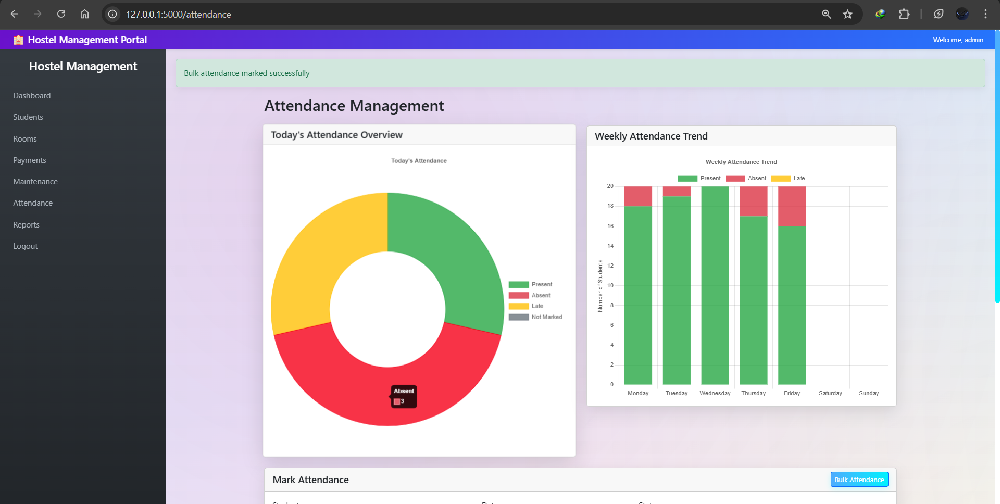 127.0.0.1:5000/attendance
🏫 Hostel Management Portal
Welcome, admin
Hostel Management
Dashboard
Students
Rooms
Payments
Maintenance
Attendance
Reports
Logout
Bulk attendance marked successfully
Attendance Management
Today's Attendance Overview
Today's Attendance
Present
Absent
Late
Not Marked
Absent
3
Weekly Attendance Trend
Weekly Attendance Trend
Present Absent Late
Number of Students
20
18
16
14
12
10
8
6
4
2
0
Monday Tuesday Wednesday Thursday Friday Saturday Sunday
Mark Attendance
Bulk Attendance